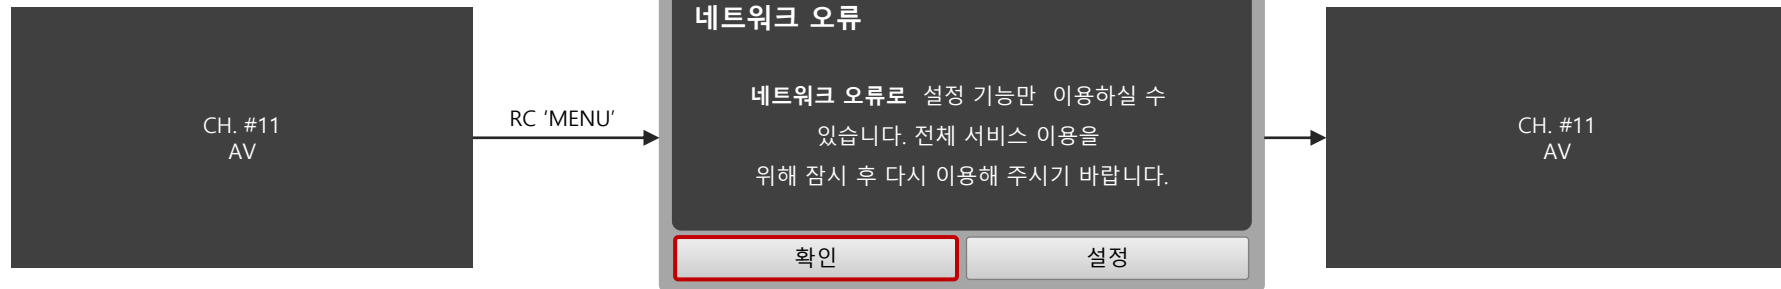 CH. #11
AV
RC ‘MENU’
네트워크 오류
네트워크 오류로 설정 기능만 이용하실 수
있습니다. 전체 서비스 이용을
위해 잠시 후 다시 이용해 주시기 바랍니다.
확인
설정
CH. #11
AV